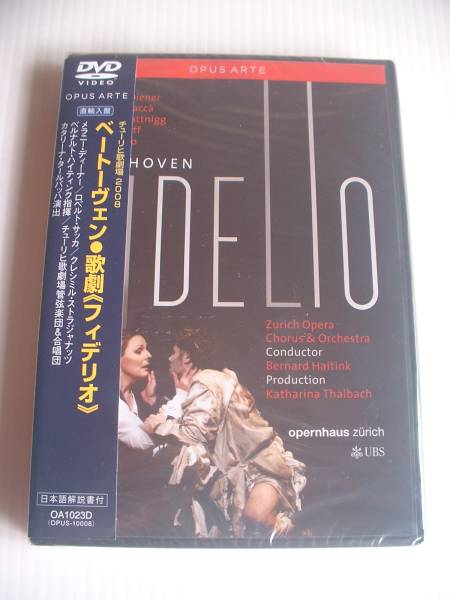 DVD
VIDEO
OPUS ARTE
直輸入盤
チューリヒ歌劇場 2008
ベートーヴェン●歌劇《フィデリオ》
メラニー・ディーナー/ロベルト・サッカ/クレシミル・ストラジャナッツ
ベルナルト・ハイティンク指揮 チューリヒ歌劇場管弦楽団&合唱団
カタリーナ・タールバッハ演出
日本語解説書付
OA1023D
(OPUS-10008)
OPUS ARTE
iener
accà
attnigg
ff
o
HOVEN
IDELIO
Zurich Opera
Chorus & Orchestra
Conductor
Bernard Haitink
Production
Katharina Thalbach
opernhaus zürich
UBS